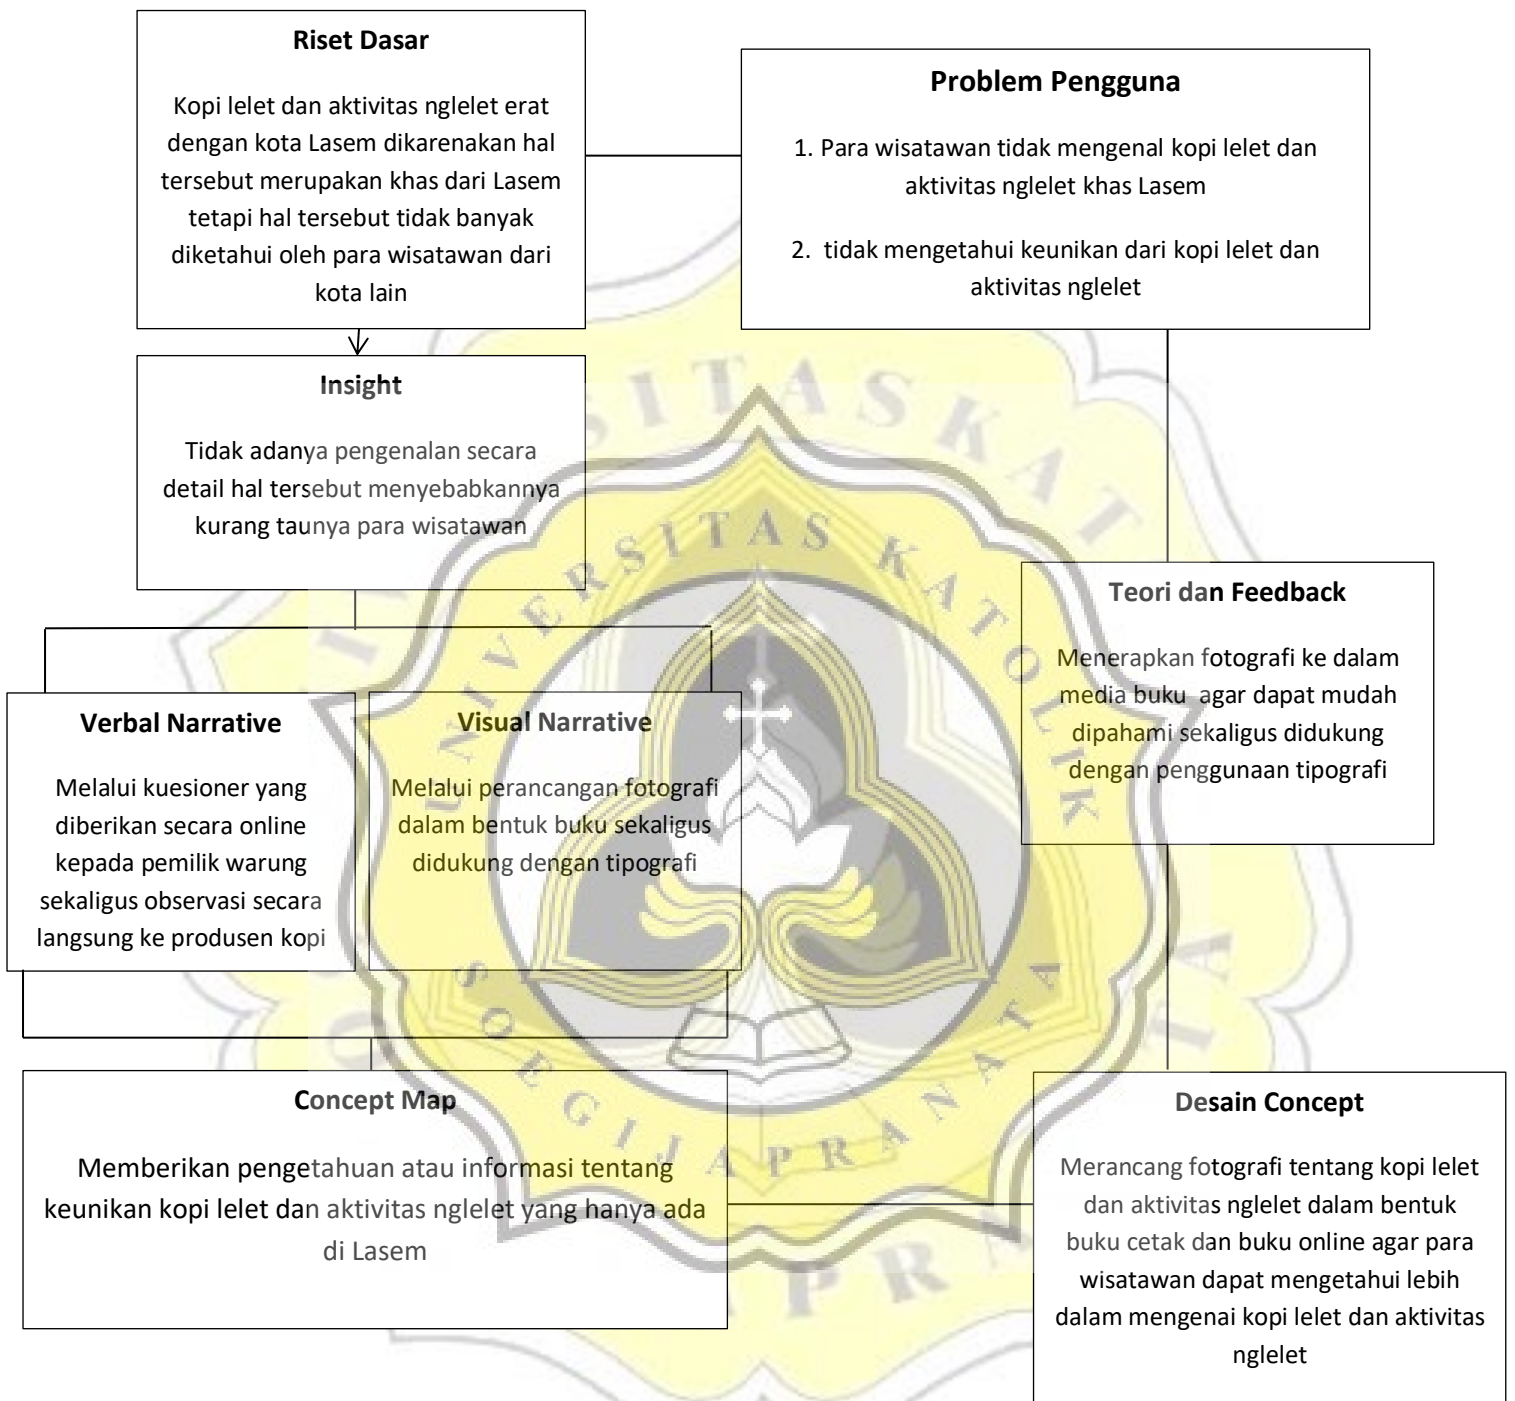 Riset Dasar
Kopi lelet dan aktivitas nglelet erat
dengan kota Lasem dikarenakan hal
tersebut merupakan khas dari Lasem
tetapi hal tersebut tidak banyak
diketahui oleh para wisatawan dari
kota lain
Problem Pengguna
1. Para wisatawan tidak mengenal kopi lelet dan
aktivitas nglelet khas Lasem
2. tidak mengetahui keunikan dari kopi lelet dan
aktivitas nglelet
Insight
Tidak adanya pengenalan secara
detail hal tersebut menyebabkannya
kurang taunya para wisatawan
Teori dan Feedback
Menerapkan fotografi ke dalam
media buku agar dapat mudah
dipahami sekaligus didukung
dengan penggunaan tipografi
Verbal Narrative
Melalui kuesioner yang
diberikan secara online
kepada pemilik warung
sekaligus observasi secara
langsung ke produsen kopi
Visual Narrative
Melalui perancangan fotografi
dalam bentuk buku sekaligus
didukung dengan tipografi
Concept Map
Memberikan pengetahuan atau informasi tentang
keunikan kopi lelet dan aktivitas nglelet yang hanya ada
di Lasem
Desain Concept
Merancang fotografi tentang kopi lelet
dan aktivitas nglelet dalam bentuk
buku cetak dan buku online agar para
wisatawan dapat mengetahui lebih
dalam mengenai kopi lelet dan aktivitas
nglelet
UNIVERSITAS KATOLIK
SOEGIJAPRANATA